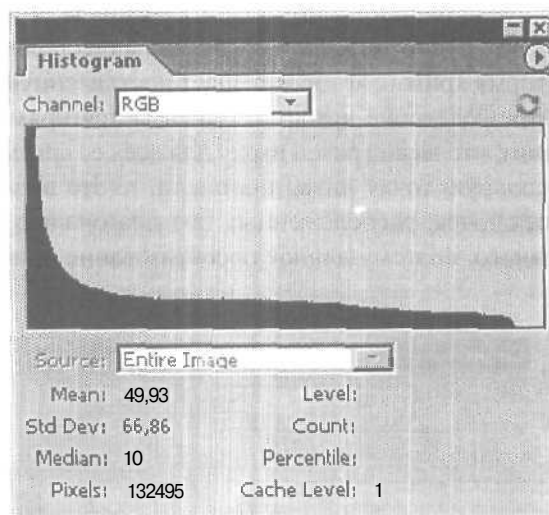 Histogram
Channel: RGB
Source: Entire Image
Mean: 49,93 Level:
Std Dev: 66,86 Count:
Median: 10 Percentile:
Pixels: 132495 Cache Level: 1